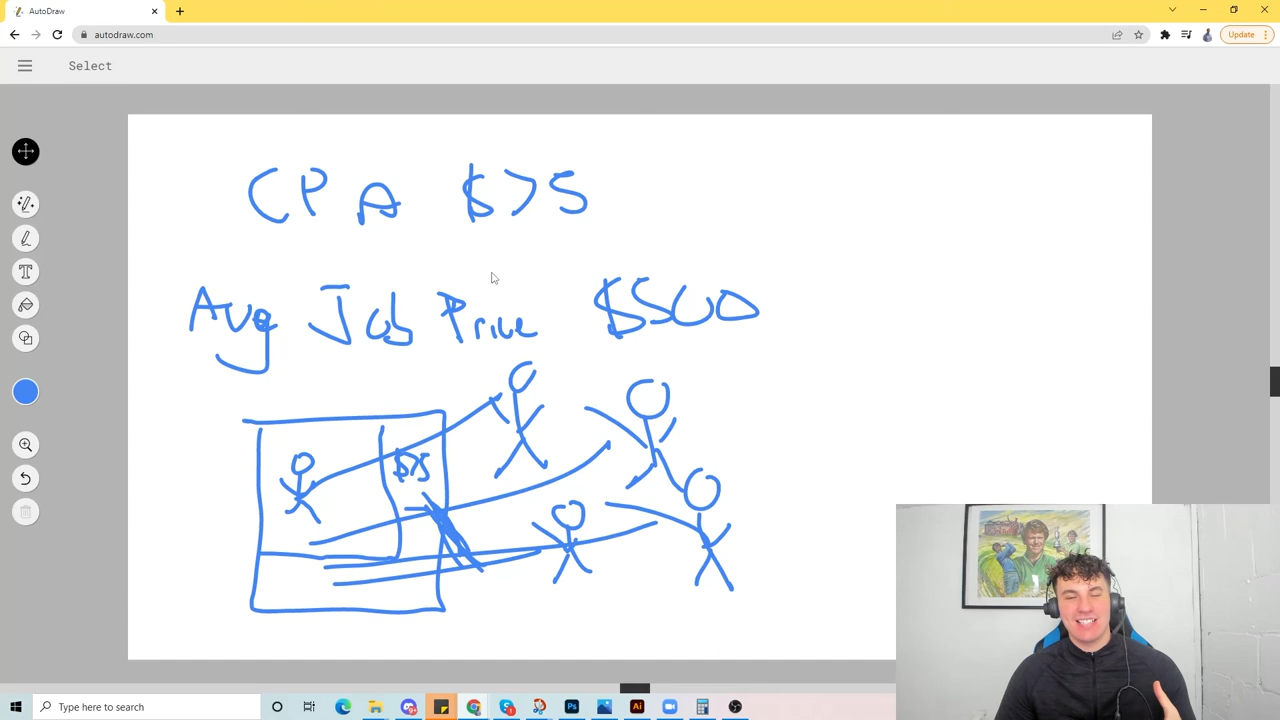 AutoDraw
autodraw.com
Update
Select
CPA $75
Avg Job Price $500
$75
Type here to search